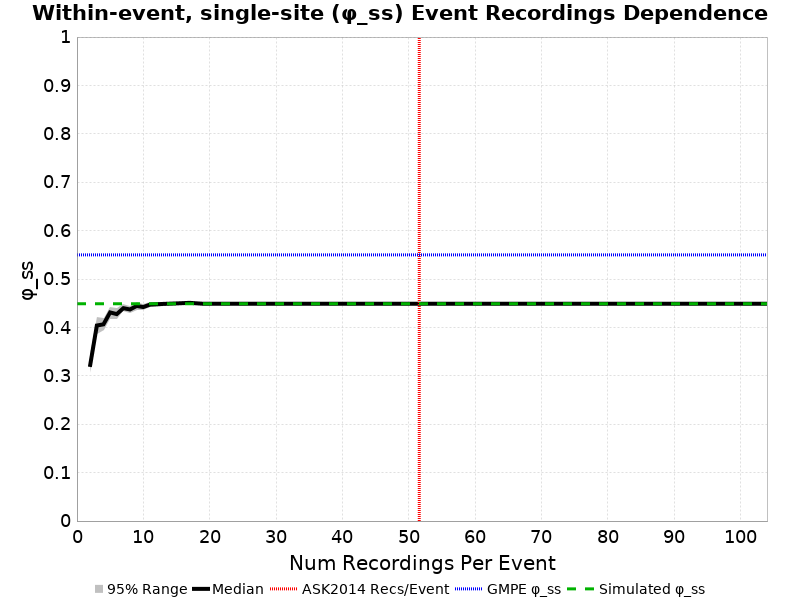 Within-event, single-site (φ_ss) Event Recordings Dependence
1
0.9
0.8
0.7
0.6
0.5
0.4
0.3
0.2
0.1
0
φ_ss
0 10 20 30 40 50 60 70 80 90 100
Num Recordings Per Event
95% Range Median ASK2014 Recs/Event GMPE φ_ss Simulated φ_ss